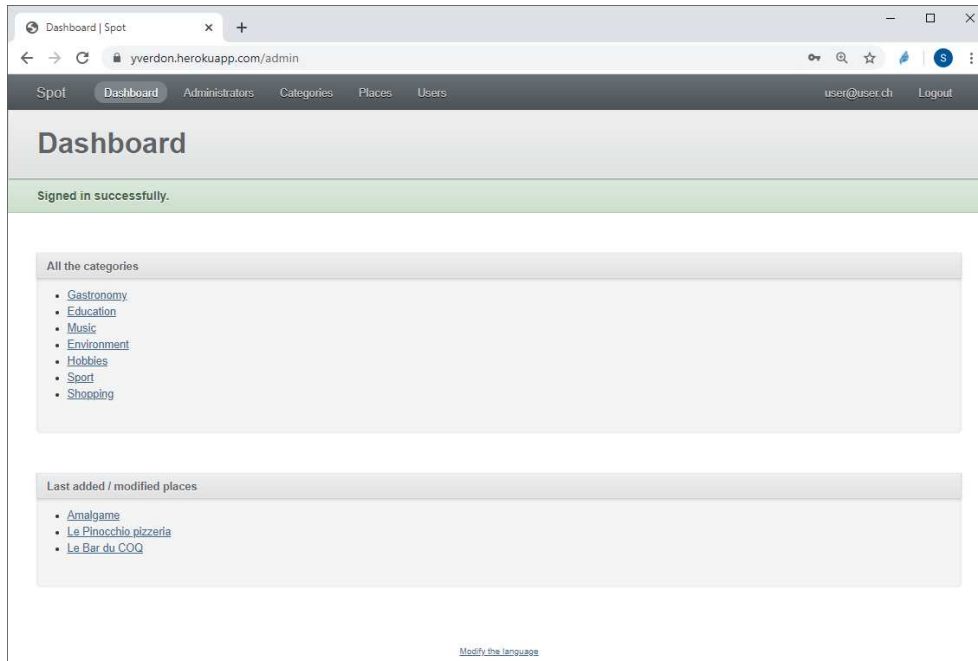 Dashboard | Spot
yverdon.herokuapp.com/admin
S
Spot Dashboard Administrators Categories Places Users user@user.ch Logout
Dashboard
Signed in successfully.
All the categories
Gastronomy
Education
Music
Environment
Hobbies
Sport
Shopping
Last added / modified places
Amalgame
Le Pinocchio pizzeria
Le Bar du COQ
Modify the language